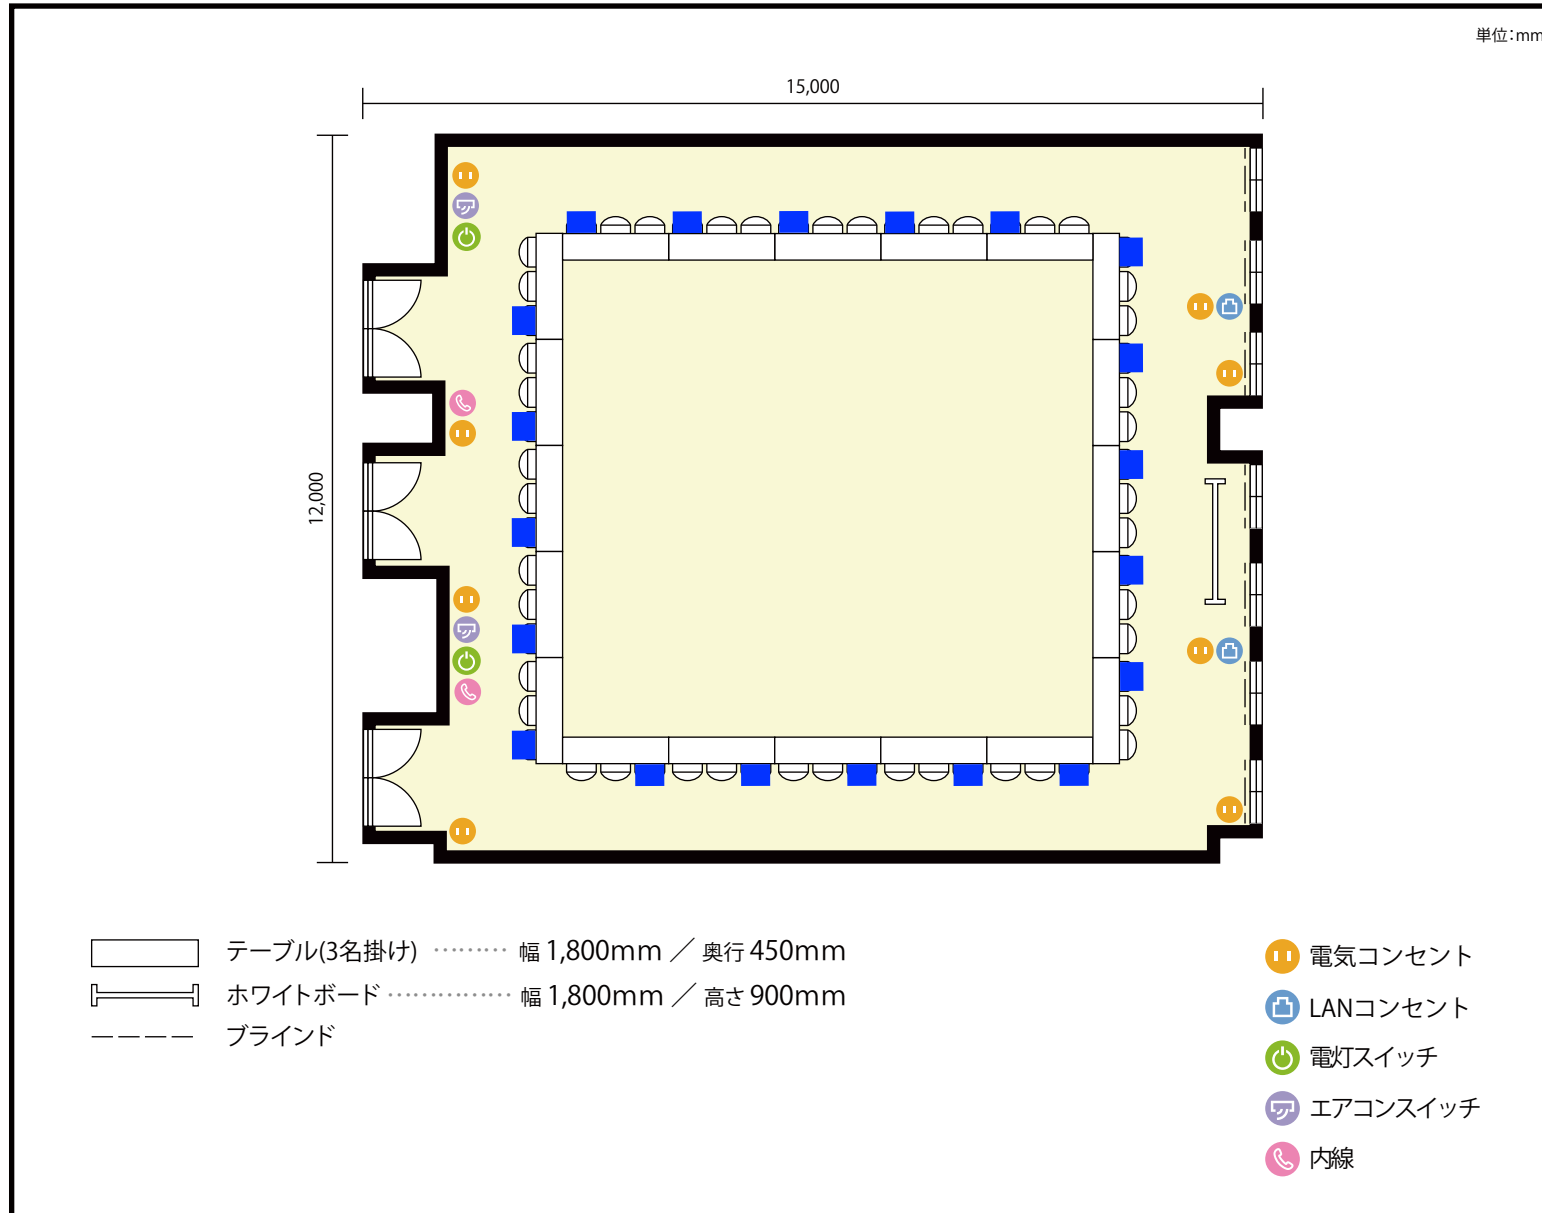 単位：mm
15,000
12,000
テーブル(3名掛け) ‥‥‥‥‥ 幅 1,800mm ／ 奥行 450mm
ホワイトボード ‥‥‥‥‥‥‥ 幅 1,800mm ／ 高さ 900mm
ブラインド
電気コンセント
LANコンセント
電灯スイッチ
エアコンスイッチ
内線